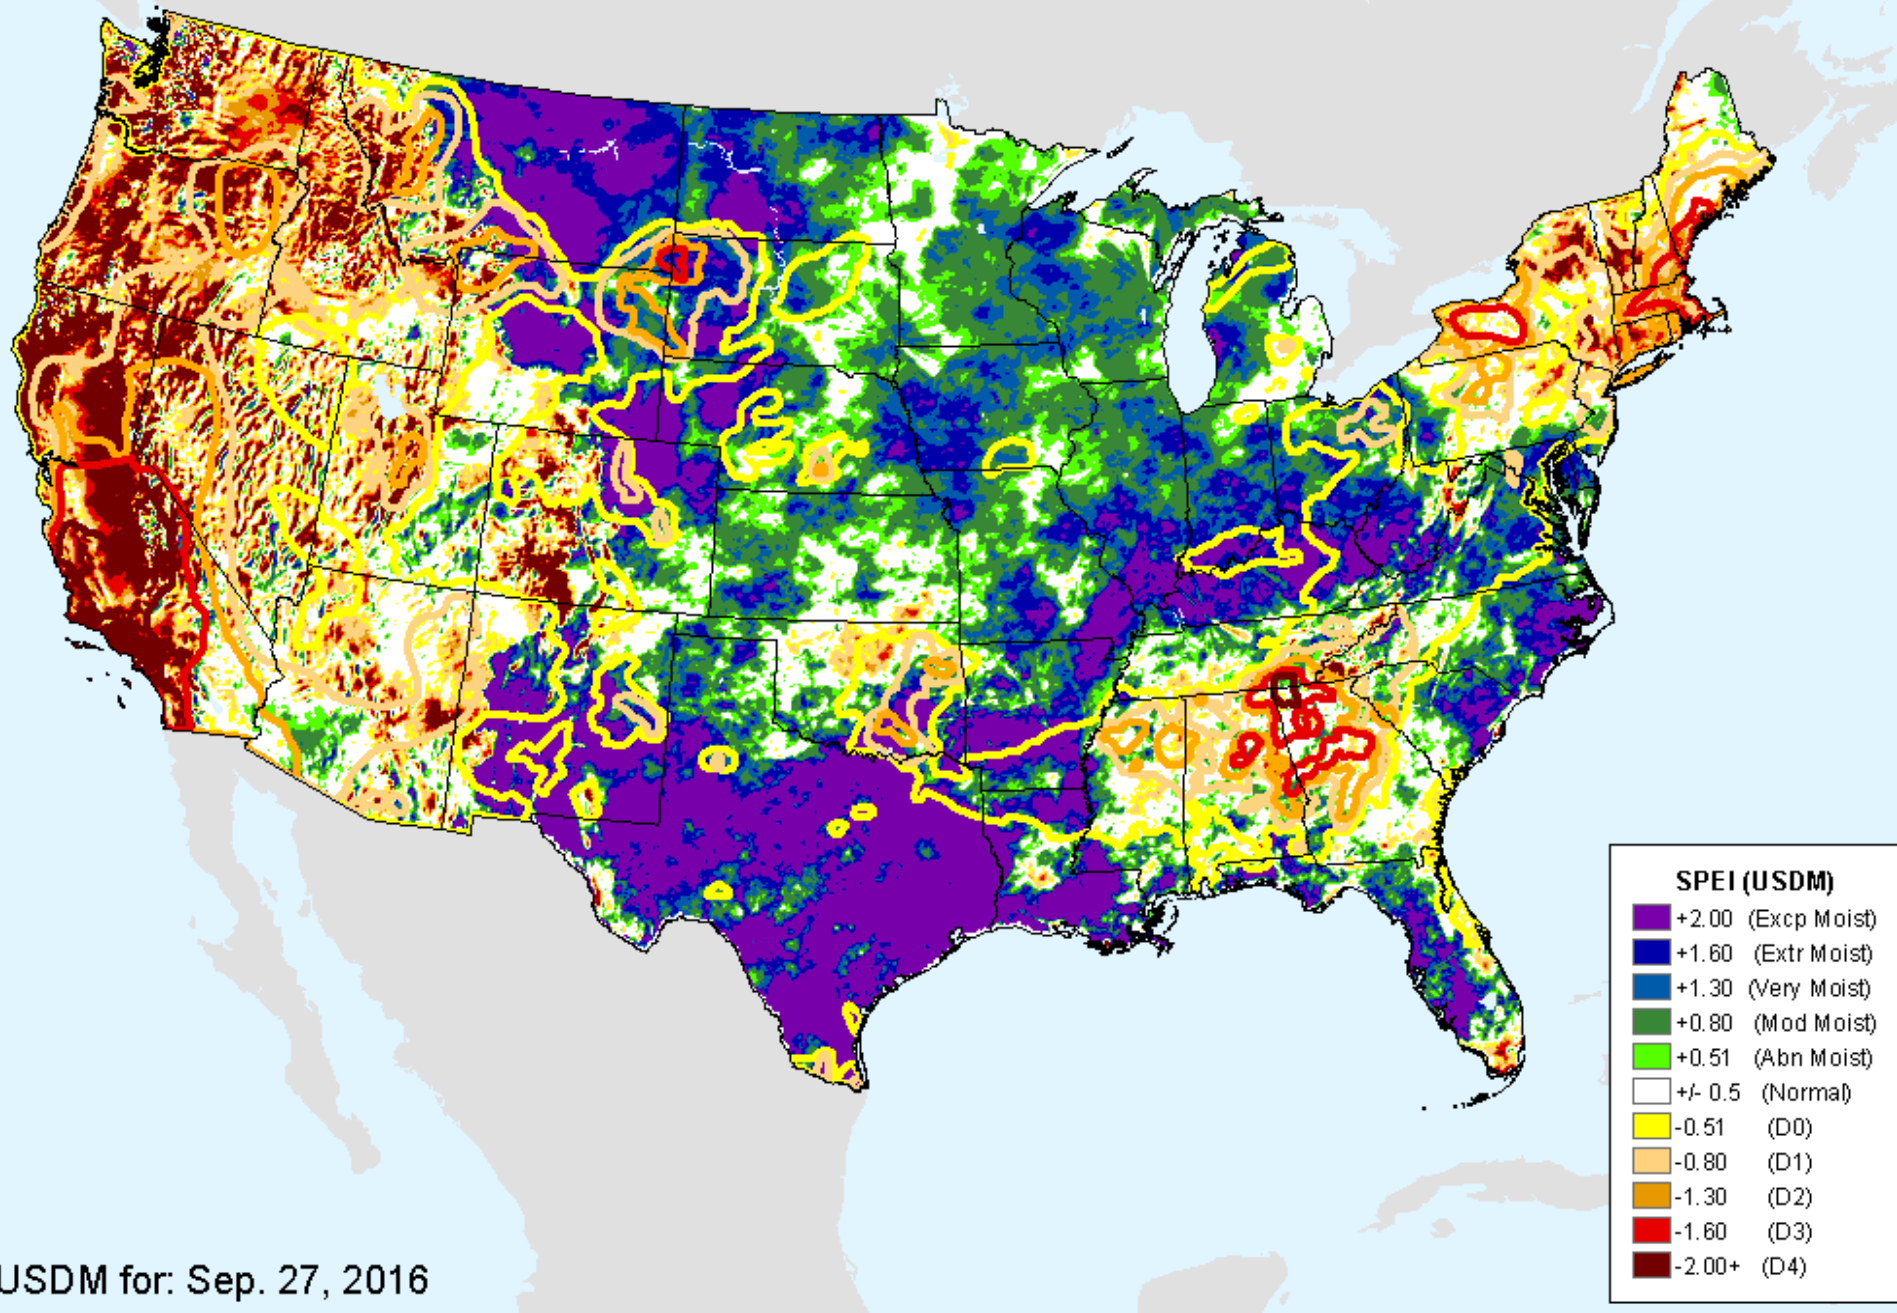 SPEI (USDM)
+2.00 (Excp Moist)
+1.60 (Extr Moist)
+1.30 (Very Moist)
+0.80 (Mod Moist)
+0.51 (Abn Moist)
+/- 0.5 (Normal)
-0.51 (D0)
-0.80 (D1)
-1.30 (D2)
-1.60 (D3)
-2.00+ (D4)
USDM for: Sep. 27, 2016